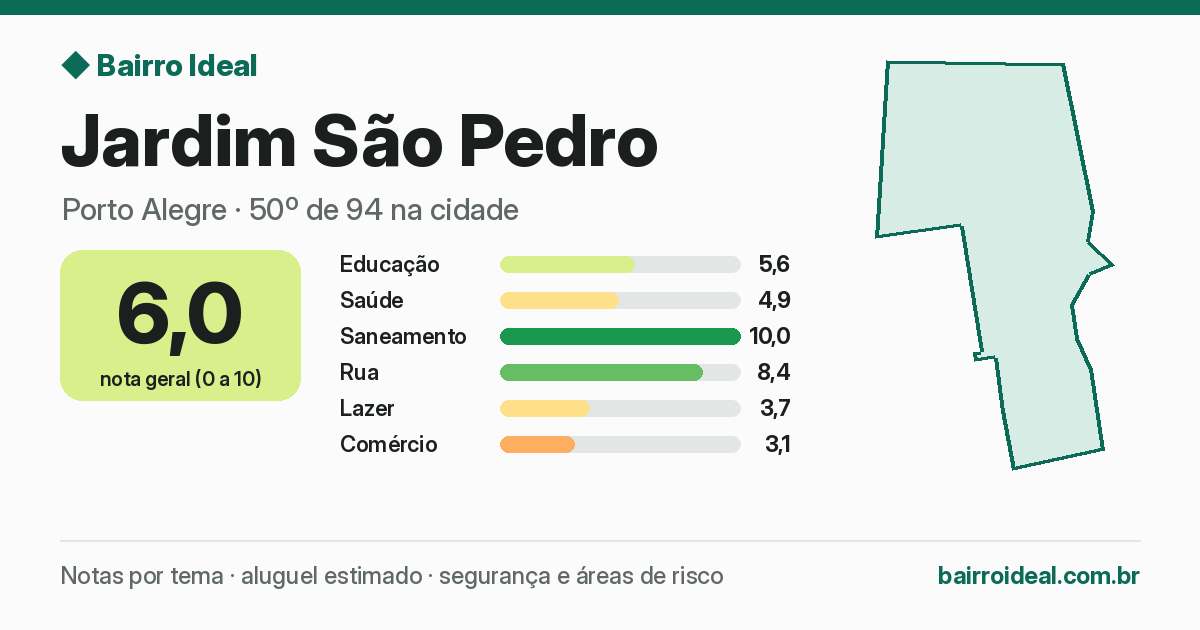 Bairro Ideal
Jardim São Pedro
Porto Alegre · 50º de 94 na cidade
6,0
nota geral (0 a 10)
Educação 5,6
Saúde 4,9
Saneamento 10,0
Rua 8,4
Lazer 3,7
Comércio 3,1
Notas por tema · aluguel estimado · segurança e áreas de risco
bairroideal.com.br